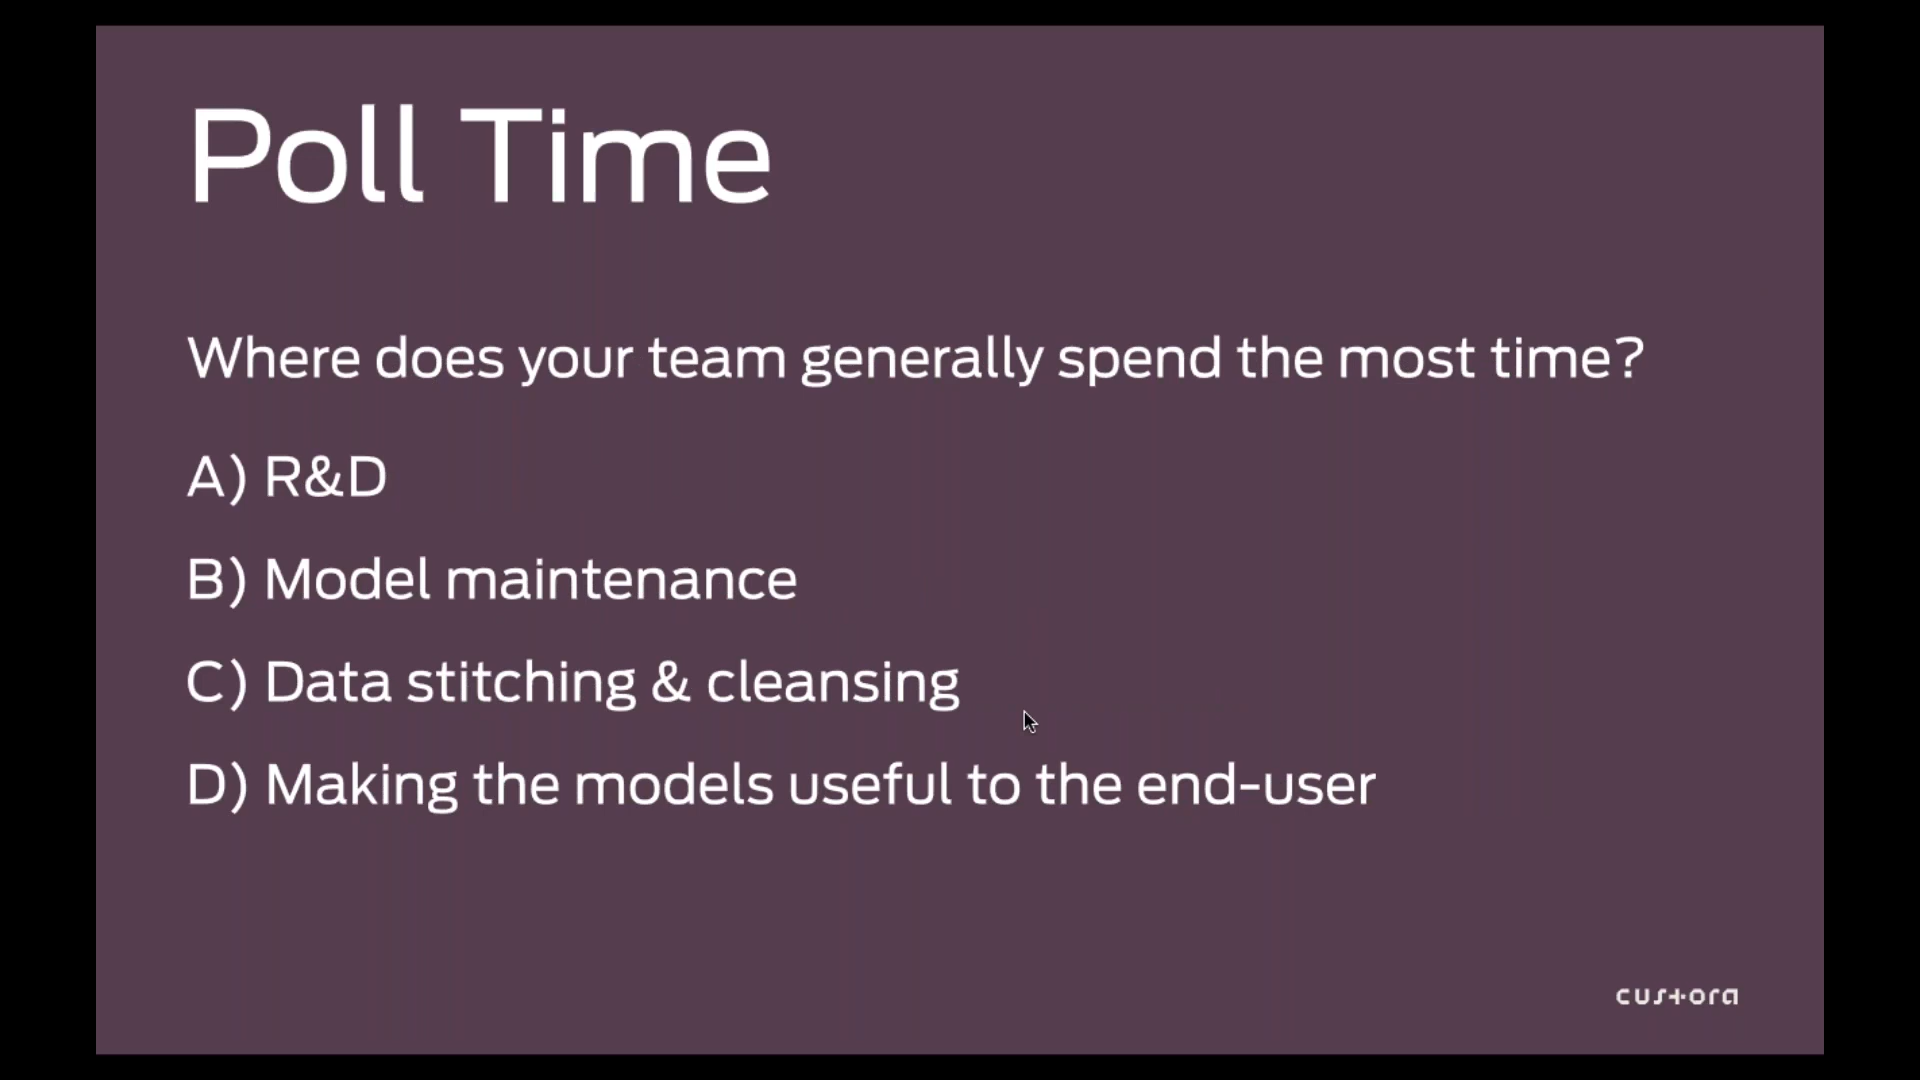 Poll Time
Where does your team generally spend the most time?
A) R&D
B) Model maintenance
C) Data stitching & cleansing
D) Making the models useful to the end-user
custora